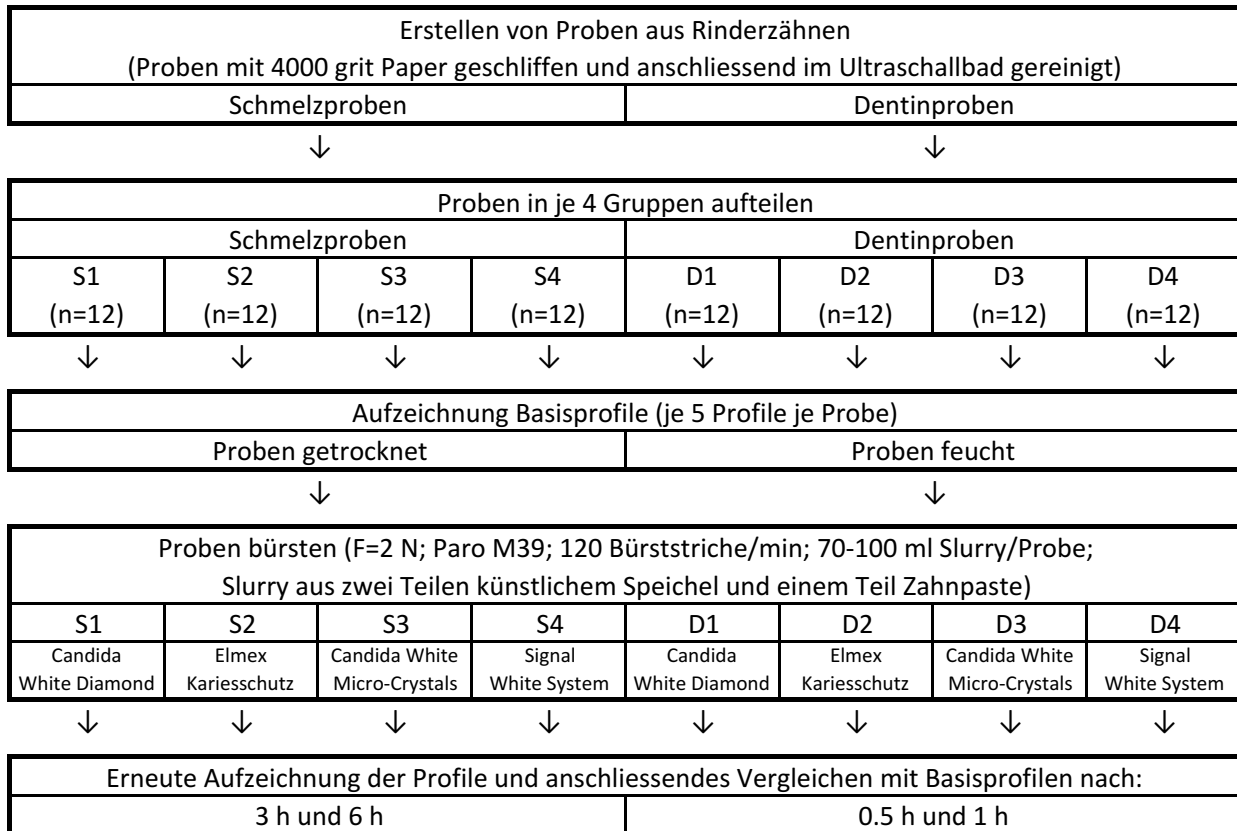 Erstellen von Proben aus Rinderzähnen
(Proben mit 4000 grit Paper geschliffen und anschliessend im Ultraschallbad gereinigt)
Schmelzproben Dentinproben
↓ ↓
Proben in je 4 Gruppen aufteilen
Schmelzproben Dentinproben
S1 S2 S3 S4 D1 D2 D3 D4
(n=12) (n=12) (n=12) (n=12) (n=12) (n=12) (n=12) (n=12)
↓ ↓ ↓ ↓ ↓ ↓ ↓ ↓
Aufzeichnung Basisprofile (je 5 Profile je Probe)
Proben getrocknet Proben feucht
↓ ↓
Proben bürsten (F=2 N; Paro M39; 120 Bürststriche/min; 70-100 ml Slurry/Probe;
Slurry aus zwei Teilen künstlichem Speichel und einem Teil Zahnpaste)
S1 S2 S3 S4 D1 D2 D3 D4
Candida Elmex Candida White Signal Candida Elmex Candida White Signal
White Diamond Kariesschutz Micro-Crystals White System White Diamond Kariesschutz Micro-Crystals White System
↓ ↓ ↓ ↓ ↓ ↓ ↓ ↓
Erneute Aufzeichnung der Profile und anschliessendes Vergleichen mit Basisprofilen nach:
3 h und 6 h 0.5 h und 1 h